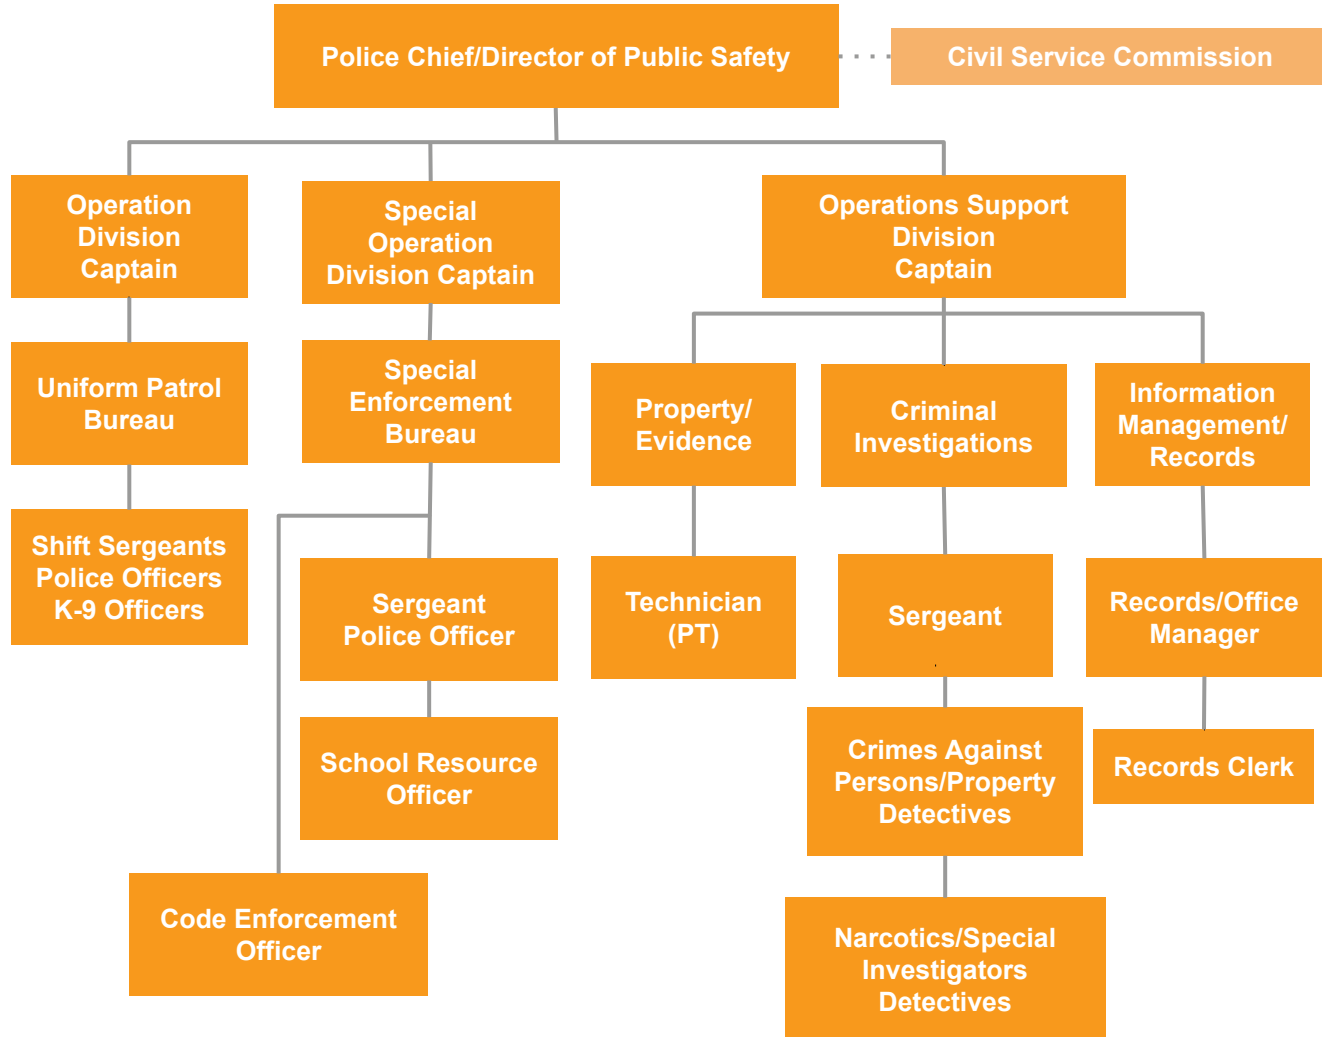 Police Chief/Director of Public Safety
Civil Service Commission
Operation
Division
Captain
Special
Operation
Division Captain
Operations Support
Division
Captain
Uniform Patrol
Bureau
Special
Enforcement
Bureau
Property/
Evidence
Criminal
Investigations
Information
Management/
Records
Shift Sergeants
Police Officers
K-9 Officers
Sergeant
Police Officer
Technician
(PT)
Sergeant
Records/Office
Manager
School Resource
Officer
Crimes Against
Persons/Property
Detectives
Records Clerk
Code Enforcement
Officer
Narcotics/Special
Investigators
Detectives